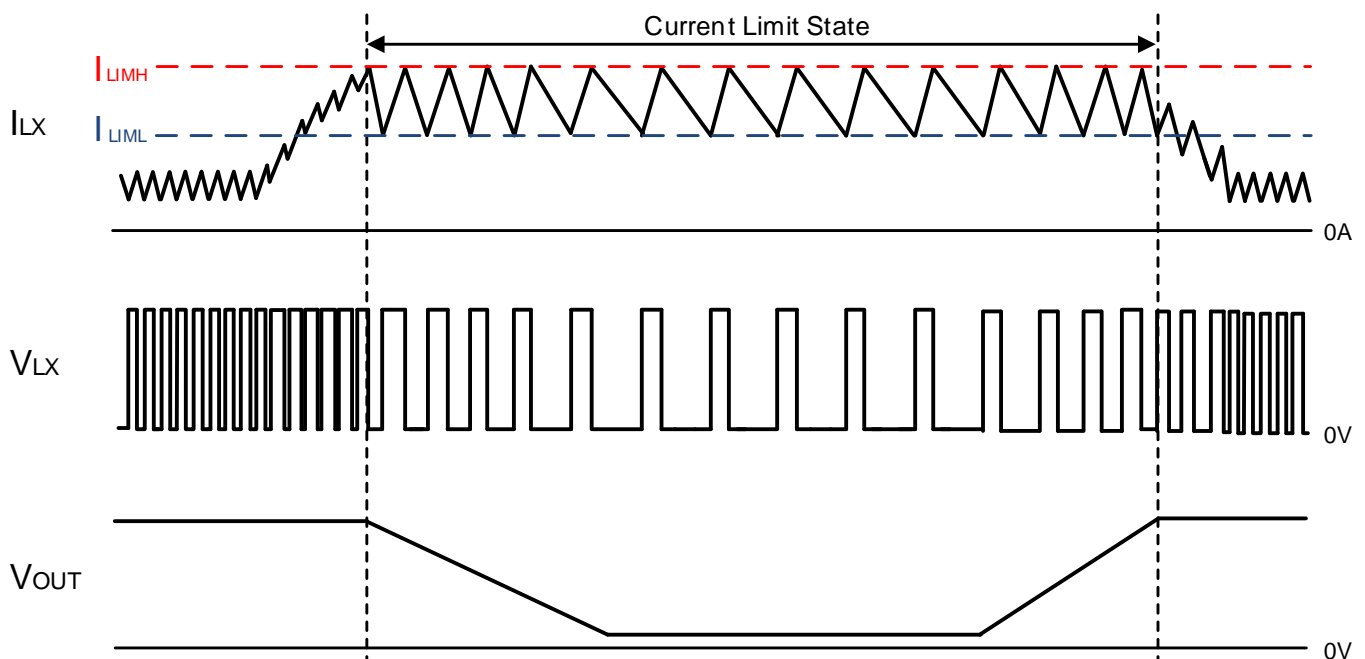 Current Limit State
ILIMH
ILX
ILIML
0A
VLX
0V
VOUT
0V